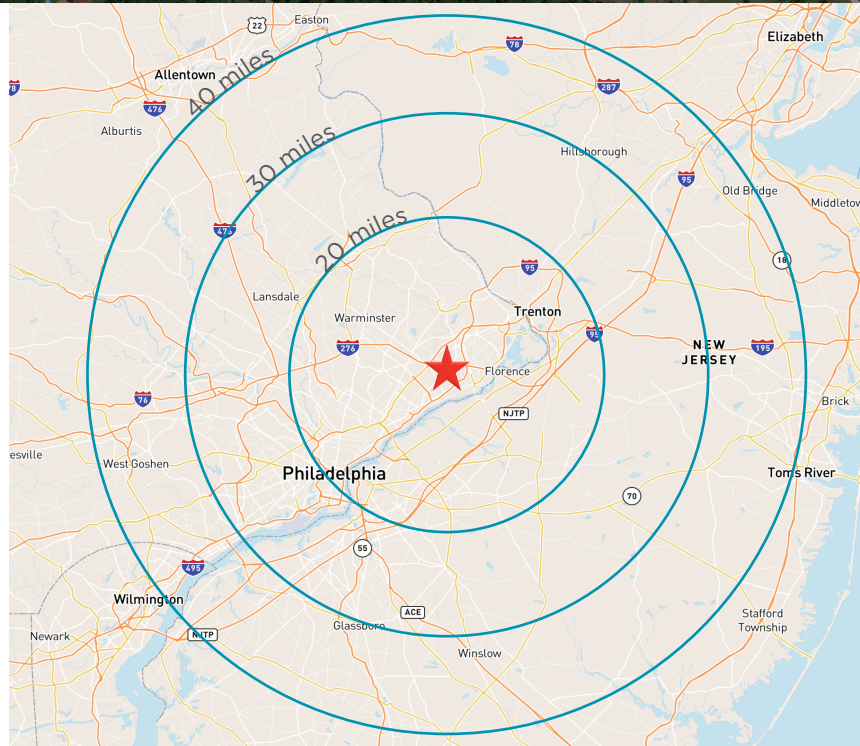 Easton
22
Elizabeth
78
Allentown
78
40 miles
287
476
Alburtis
30 miles
Hillsborough
95
Old Bridge
Middletow
20 miles
476
18
95
Lansdale
Trenton
Warminster
95
276
NEW
JERSEY
195
Florence
76
Brick
NJTP
esville
West Goshen
Philadelphia
Toms River
70
55
495
Wilmington
ACE
Stafford
Township
Glassboro
Newark
NJTP
Winslow